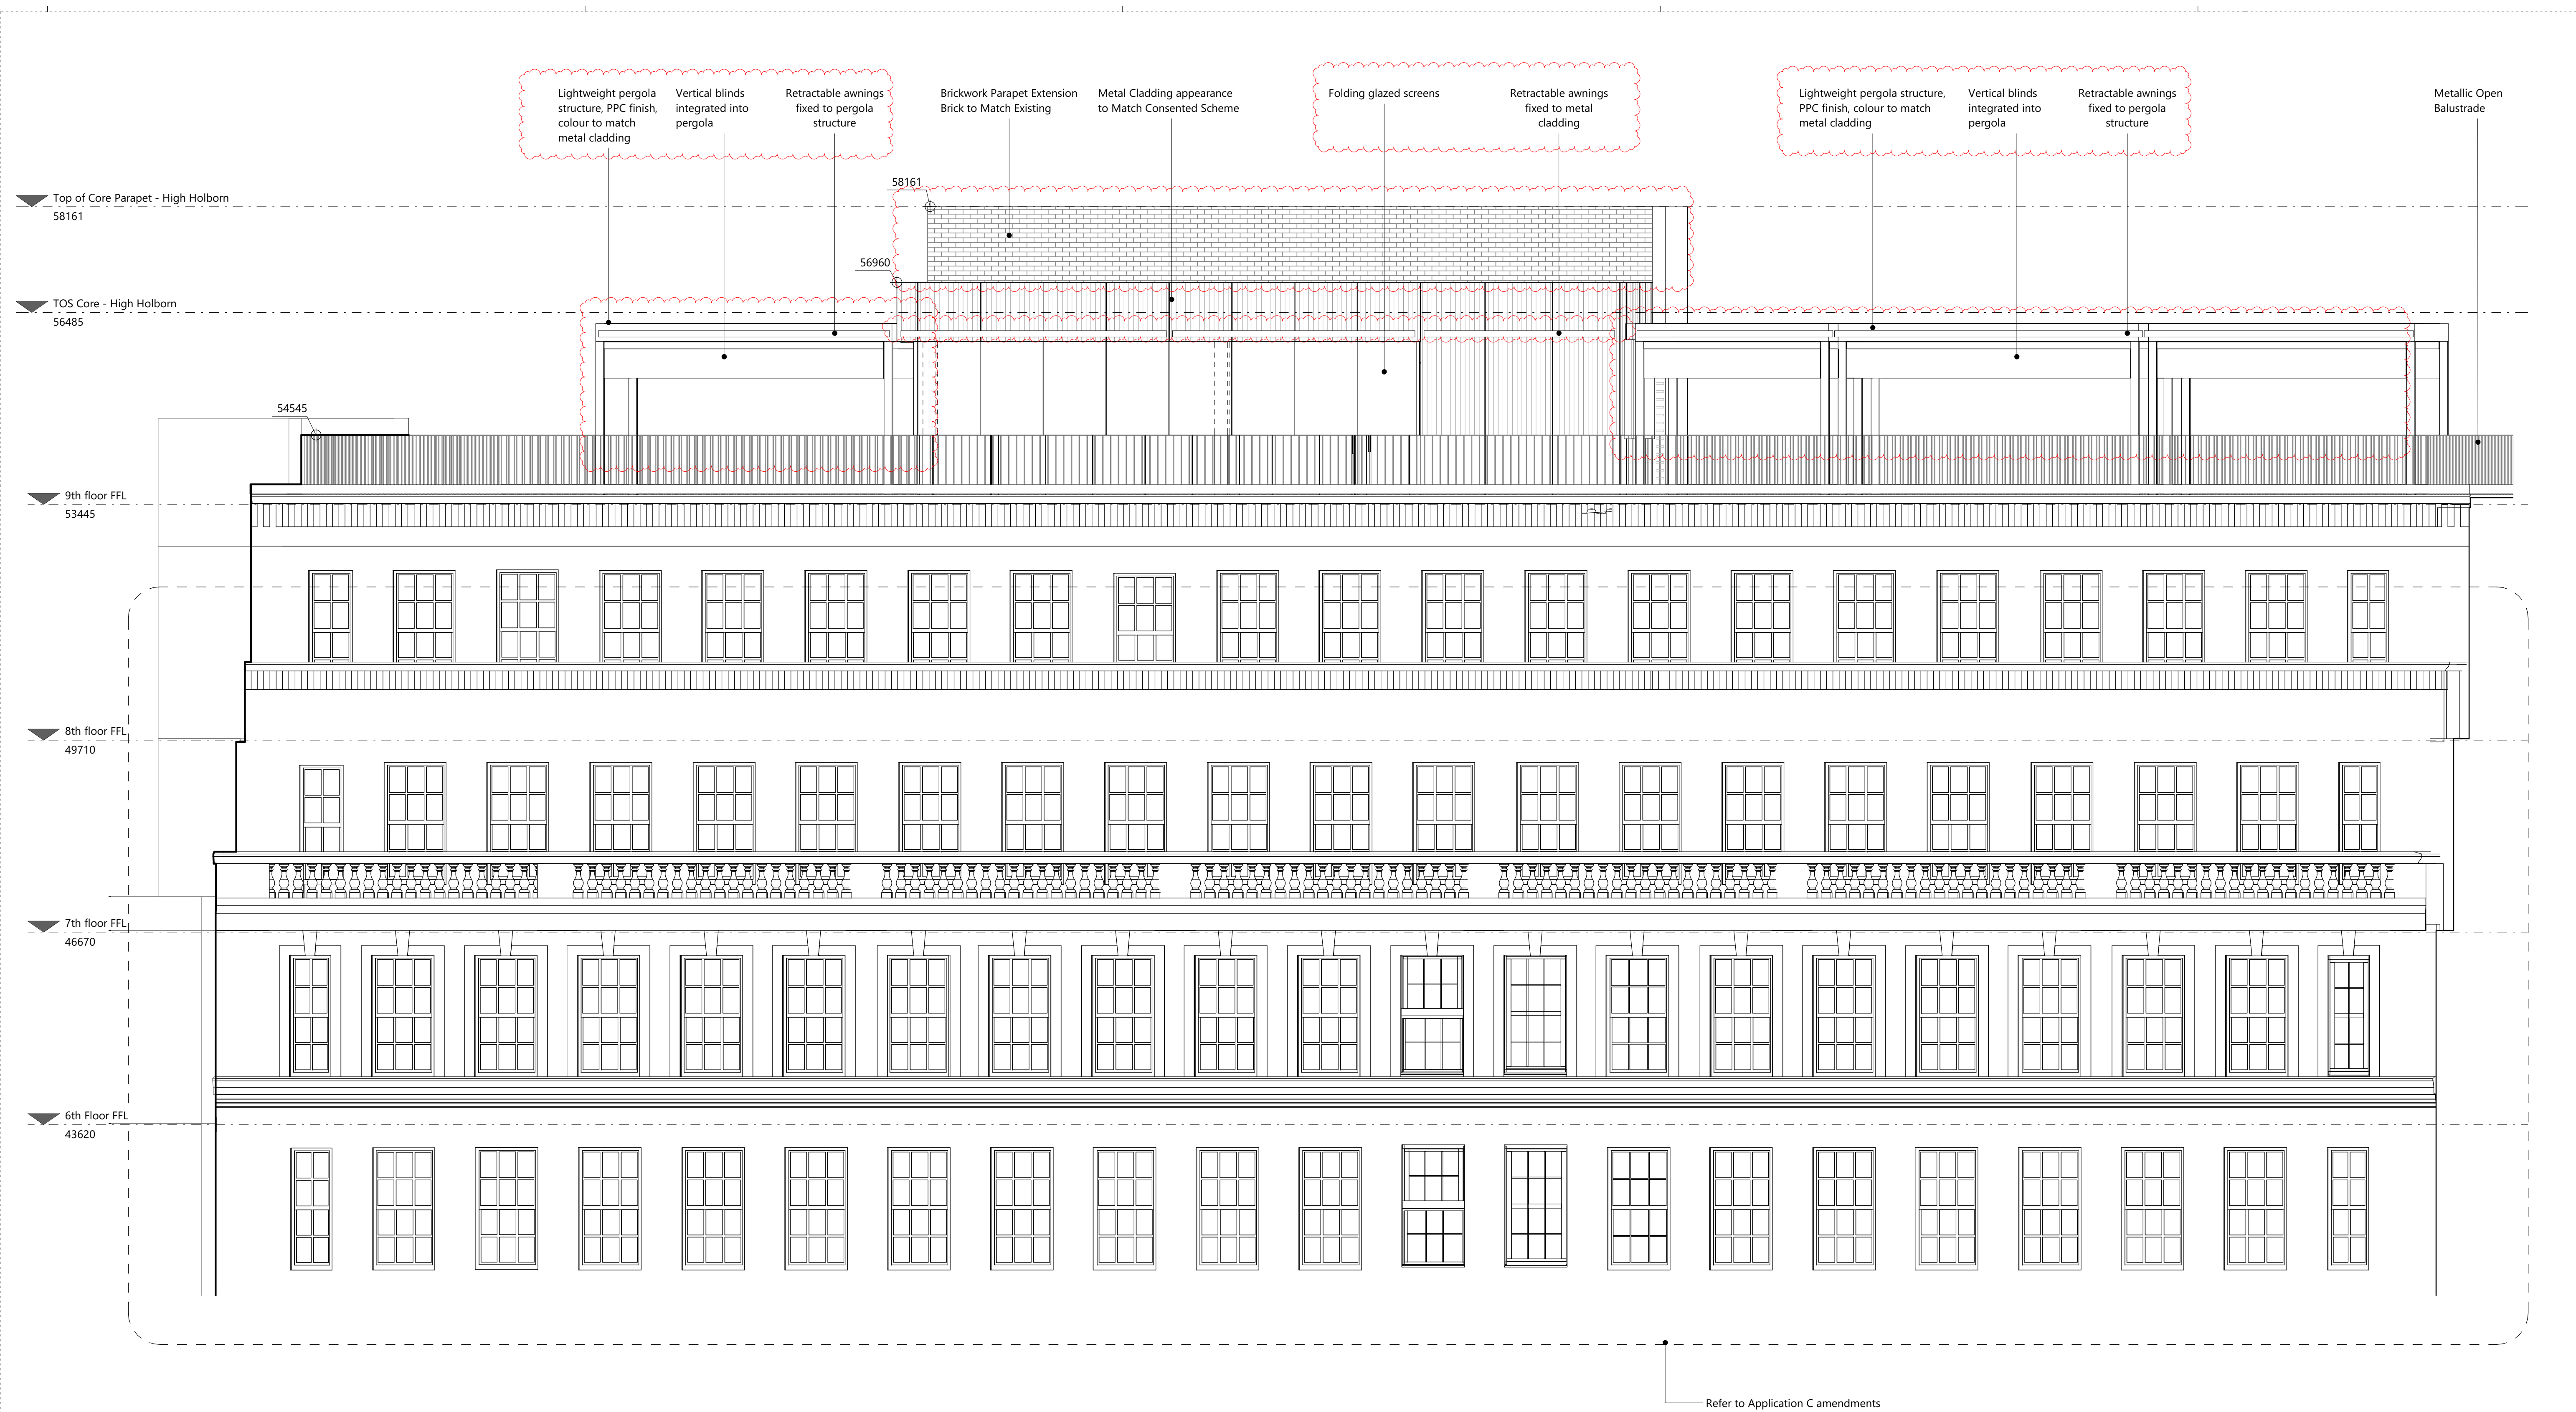 Lightweight pergola
structure, PPC finish,
colour to match
metal cladding
Vertical blinds
integrated into
pergola
Retractable awnings
fixed to pergola
structure
Brickwork Parapet Extension
Brick to Match Existing
Metal Cladding appearance
to Match Consented Scheme
Folding glazed screens
Retractable awnings
fixed to metal
cladding
Lightweight pergola structure,
PPC finish, colour to match
metal cladding
Vertical blinds
integrated into
pergola
Retractable awnings
fixed to pergola
structure
Metallic Open
Balustrade
58161
Top of Core Parapet - High Holborn
58161
56960
TOS Core - High Holborn
56485
54545
9th floor FFL
53445
8th floor FFL
49710
7th floor FFL
46670
6th Floor FFL
43620
Refer to Application C amendments